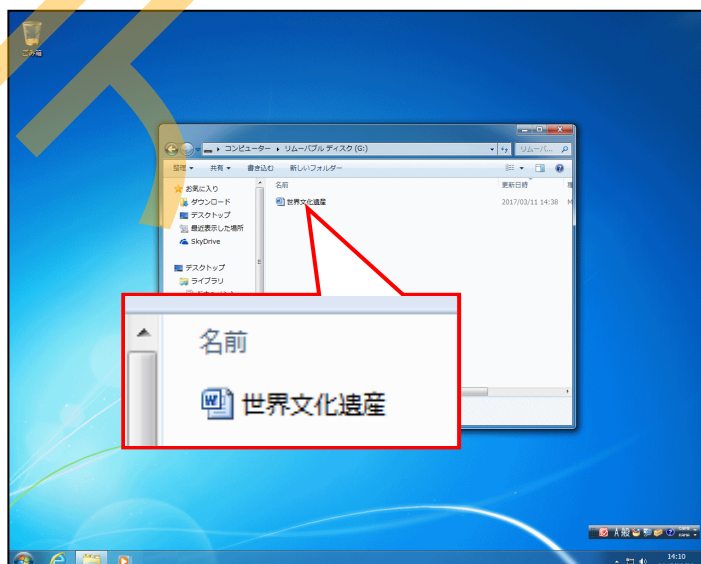 ごみ箱
コンピューター ▸ リムーバブル ディスク (G:)
リムーバ...
整理 共有 書き込む 新しいフォルダー
お気に入り
ダウンロード
デスクトップ
最近表示した場所
SkyDrive
デスクトップ
ライブラリ
名前 更新日時
世界文化遺産 2017/03/11 14:38 M
名前
世界文化遺産
A 般
14:10